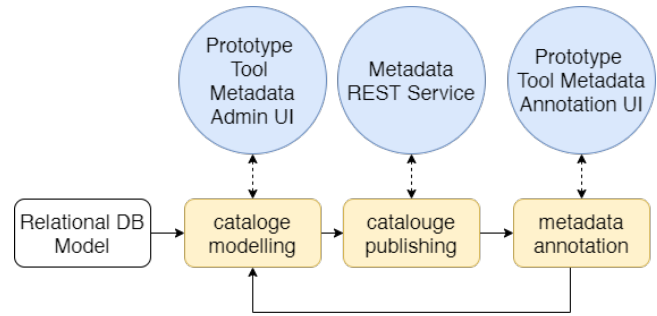 Prototype
Tool
Metadata
Admin UI
Metadata
REST Service
Prototype
Tool Metadata
Annotation UI
Relational DB
Model
cataloge
modelling
catalouge
publishing
metadata
annotation